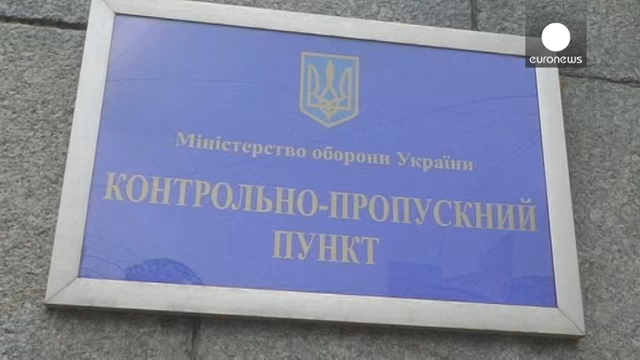 euronews
Міністерство оборони України
КОНТРОЛЬНО-ПРОПУСКНИЙ
ПУНКТ